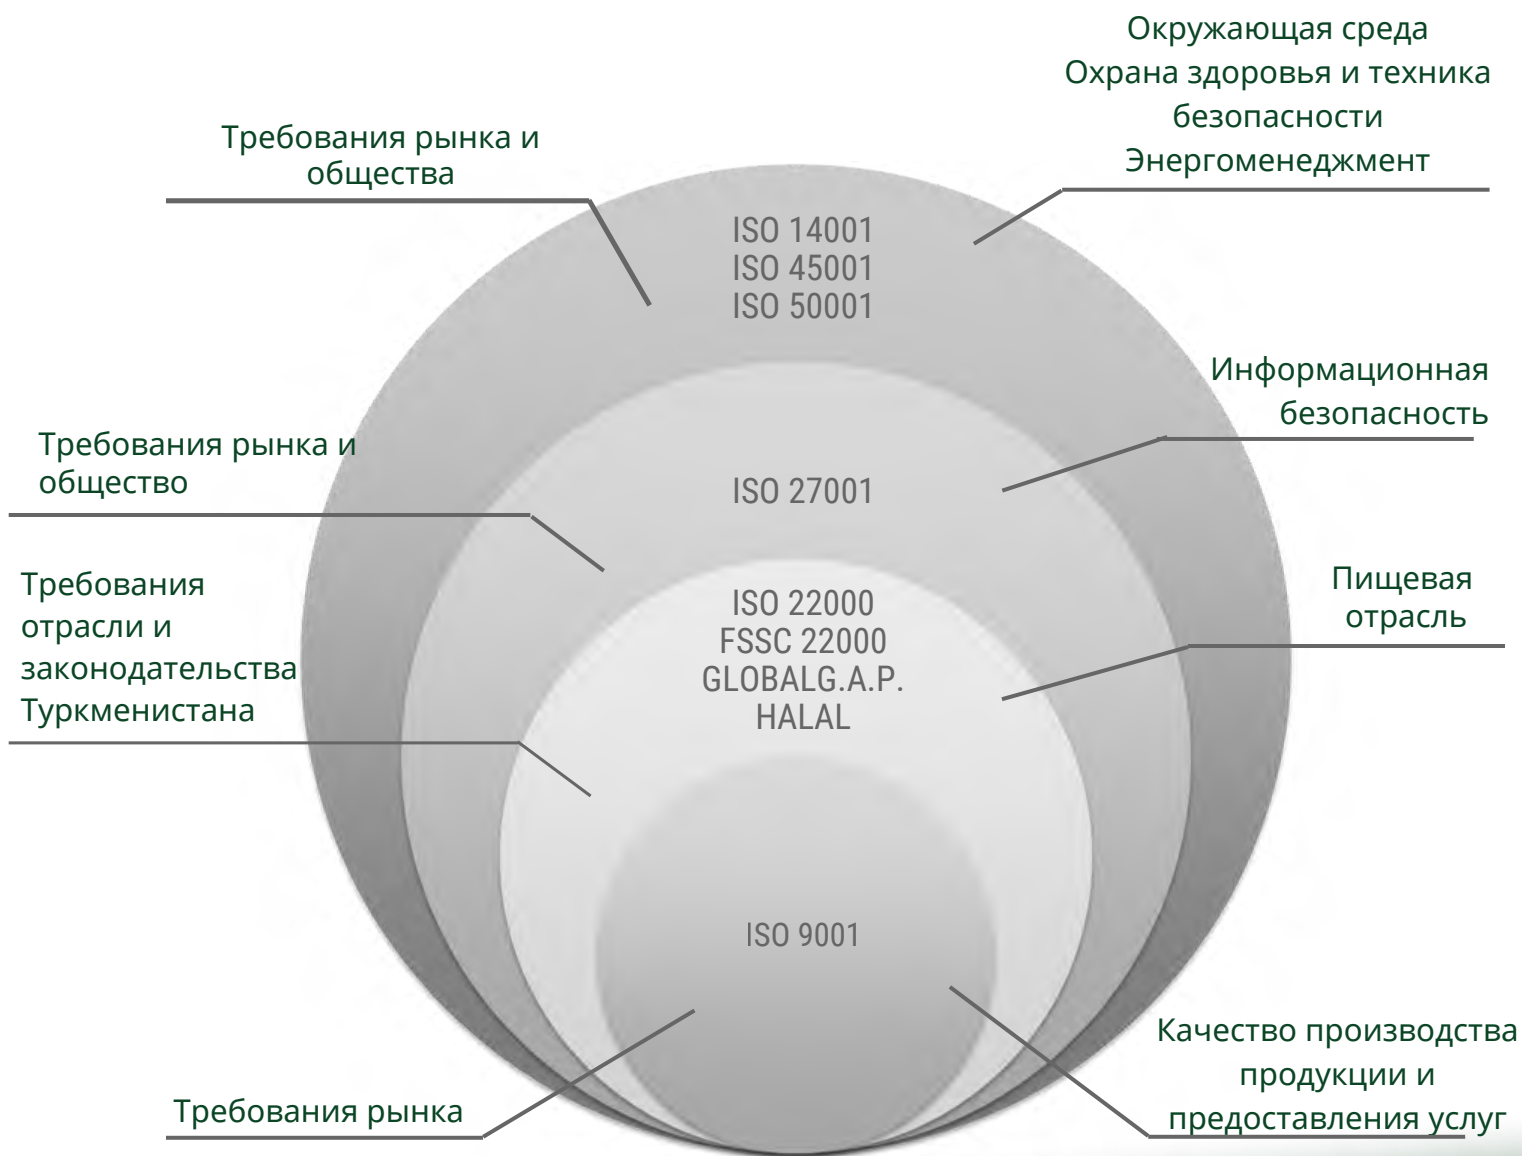 Окружающая среда
Охрана здоровья и техника
безопасности
Энергоменеджмент
Требования рынка и
общества
ISO 14001
ISO 45001
ISO 50001
Информационная
безопасность
Требования рынка и
общество
ISO 27001
Требования
отрасли и
законодательства
Туркменистана
Пищевая
отрасль
ISO 22000
FSSC 22000
GLOBALG.A.P.
HALAL
ISO 9001
Качество производства
продукции и
предоставления услуг
Требования рынка